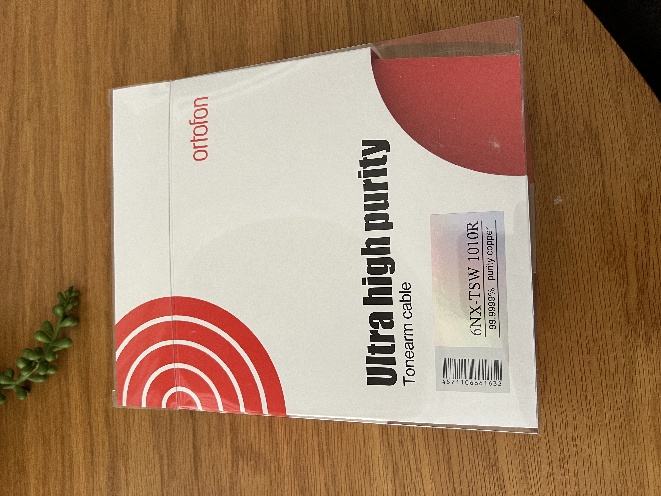 ortofon
Ultra high purity
Tonearm cable
6NX-TSW 1010R
99.9999% purity copper